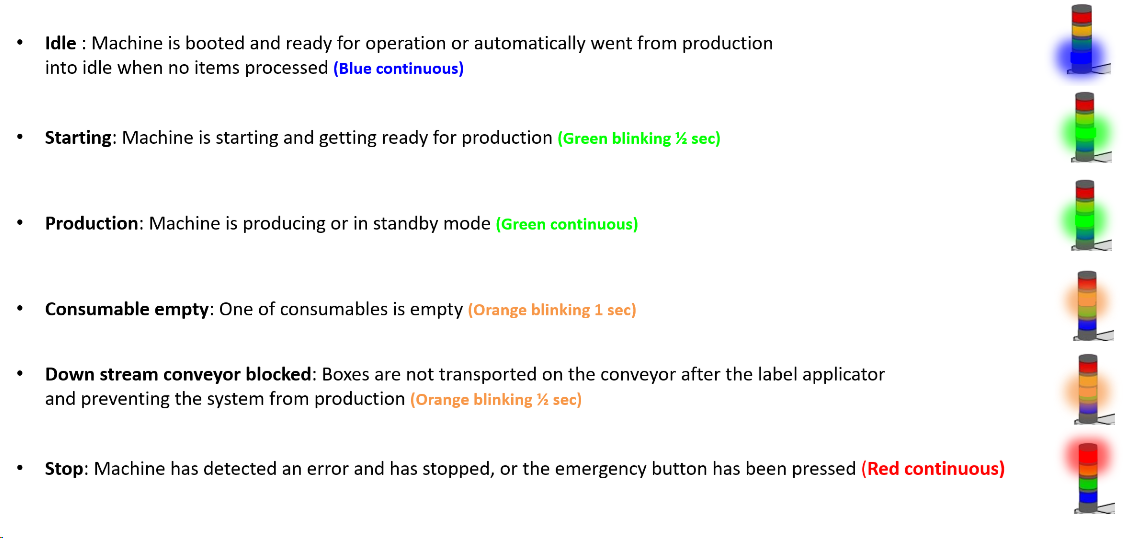 • Idle : Machine is booted and ready for operation or automatically went from production
into idle when no items processed (Blue continuous)
• Starting: Machine is starting and getting ready for production (Green blinking ½ sec)
• Production: Machine is producing or in standby mode (Green continuous)
• Consumable empty: One of consumables is empty (Orange blinking 1 sec)
• Down stream conveyor blocked: Boxes are not transported on the conveyor after the label applicator
and preventing the system from production (Orange blinking ½ sec)
• Stop: Machine has detected an error and has stopped, or the emergency button has been pressed (Red continuous)